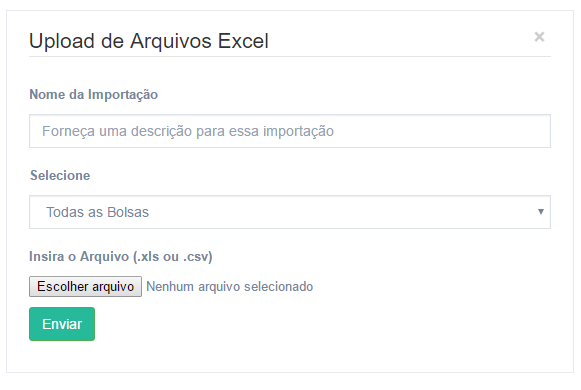 Upload de Arquivos Excel ×
Nome da Importação
Forneça uma descrição para essa importação
Selecione
Todas as Bolsas
Insira o Arquivo (.xls ou .csv)
Escolher arquivo Nenhum arquivo selecionado
Enviar